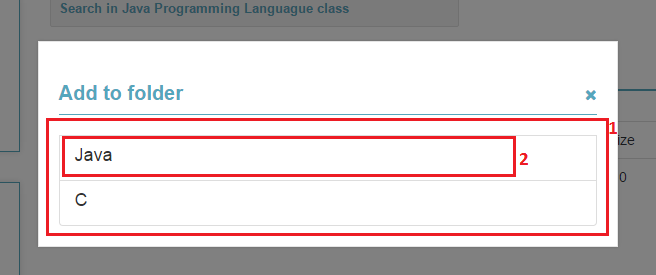 Search in Java Programming Languague class
Add to folder
×
1
ize
Java
2
0
C